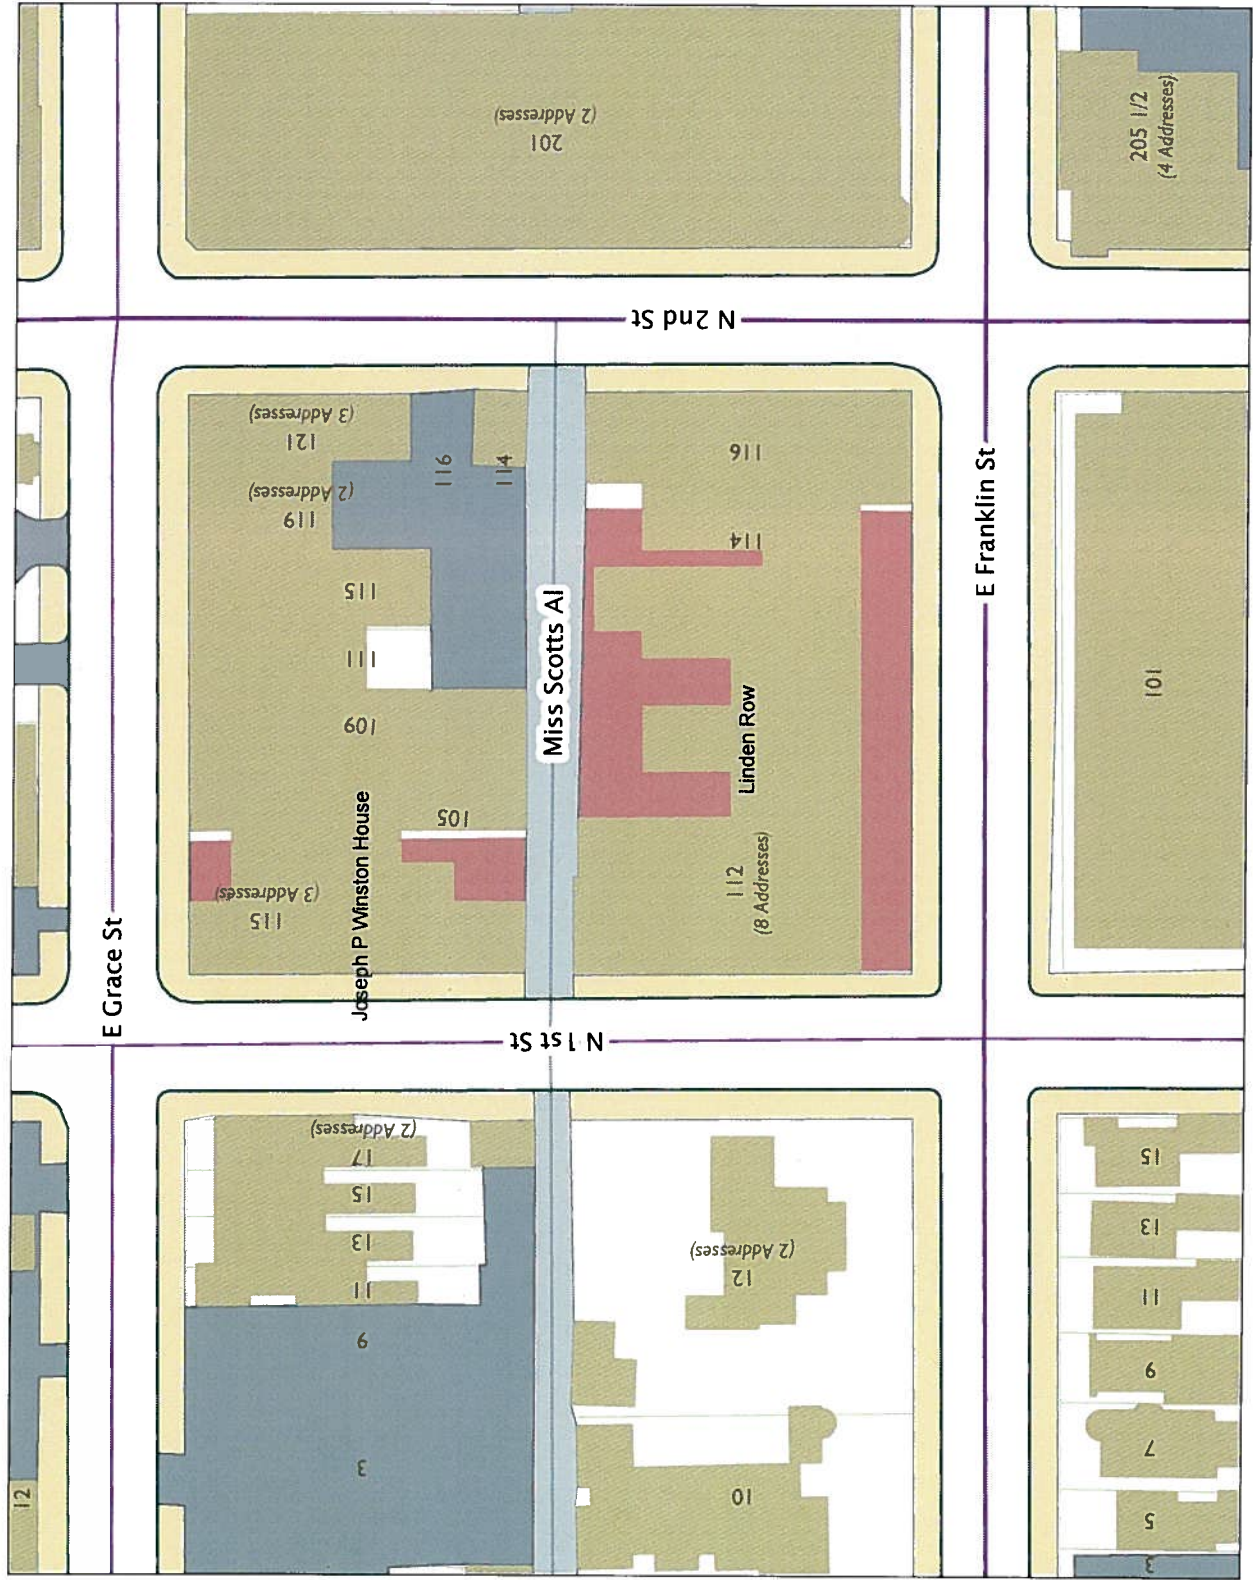 201
(2 Addresses)
205 1/2
(4 Addresses)
N 2nd St
121
(3 Addresses)
119
(2 Addresses)
116
114
115
111
109
105
Joseph P Winston House
115
(3 Addresses)
E Grace St
Miss Scotts Al
116
114
Linden Row
112
(8 Addresses)
E Franklin St
101
N 1st St
17
(2 Addresses)
15
13
11
9
3
12
12
(2 Addresses)
10
15
13
11
9
7
5
3